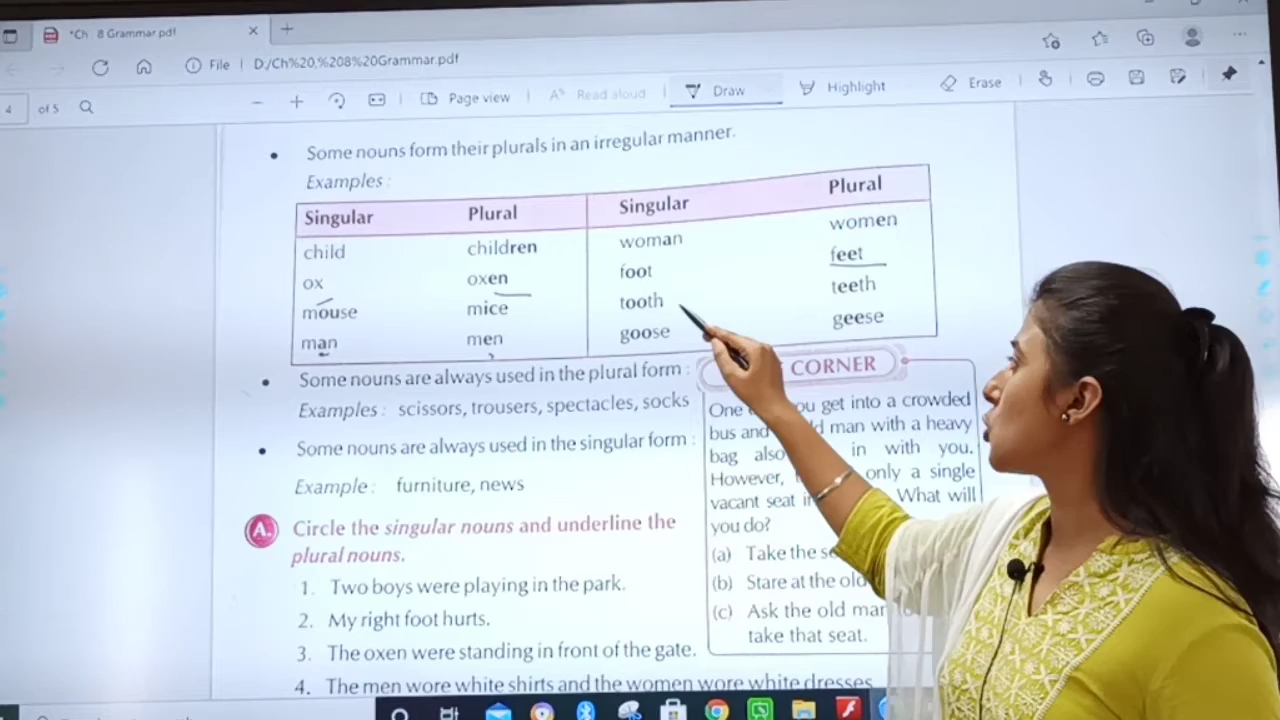 *Ch 8 Grammar.pdf
File D:/Ch%20,%208%20Grammar.pdf
4 of 5 Page view Read aloud Draw Highlight Erase
• Some nouns form their plurals in an irregular manner.
Examples :
Singular Plural Singular Plural
child children woman women
ox oxen foot feet
mouse mice tooth teeth
man men goose geese
• Some nouns are always used in the plural form :
Examples : scissors, trousers, spectacles, socks
• Some nouns are always used in the singular form :
Example : furniture, news
A. Circle the singular nouns and underline the
plural nouns.
1. Two boys were playing in the park.
2. My right foot hurts.
3. The oxen were standing in front of the gate.
4. The men wore white shirts and the women wore white dresses
CORNER
One you get into a crowded
bus and man with a heavy
bag also in with you.
However, only a single
vacant seat What will
you do?
(a) Take the
(b) Stare at the old
(c) Ask the old man
take that seat.